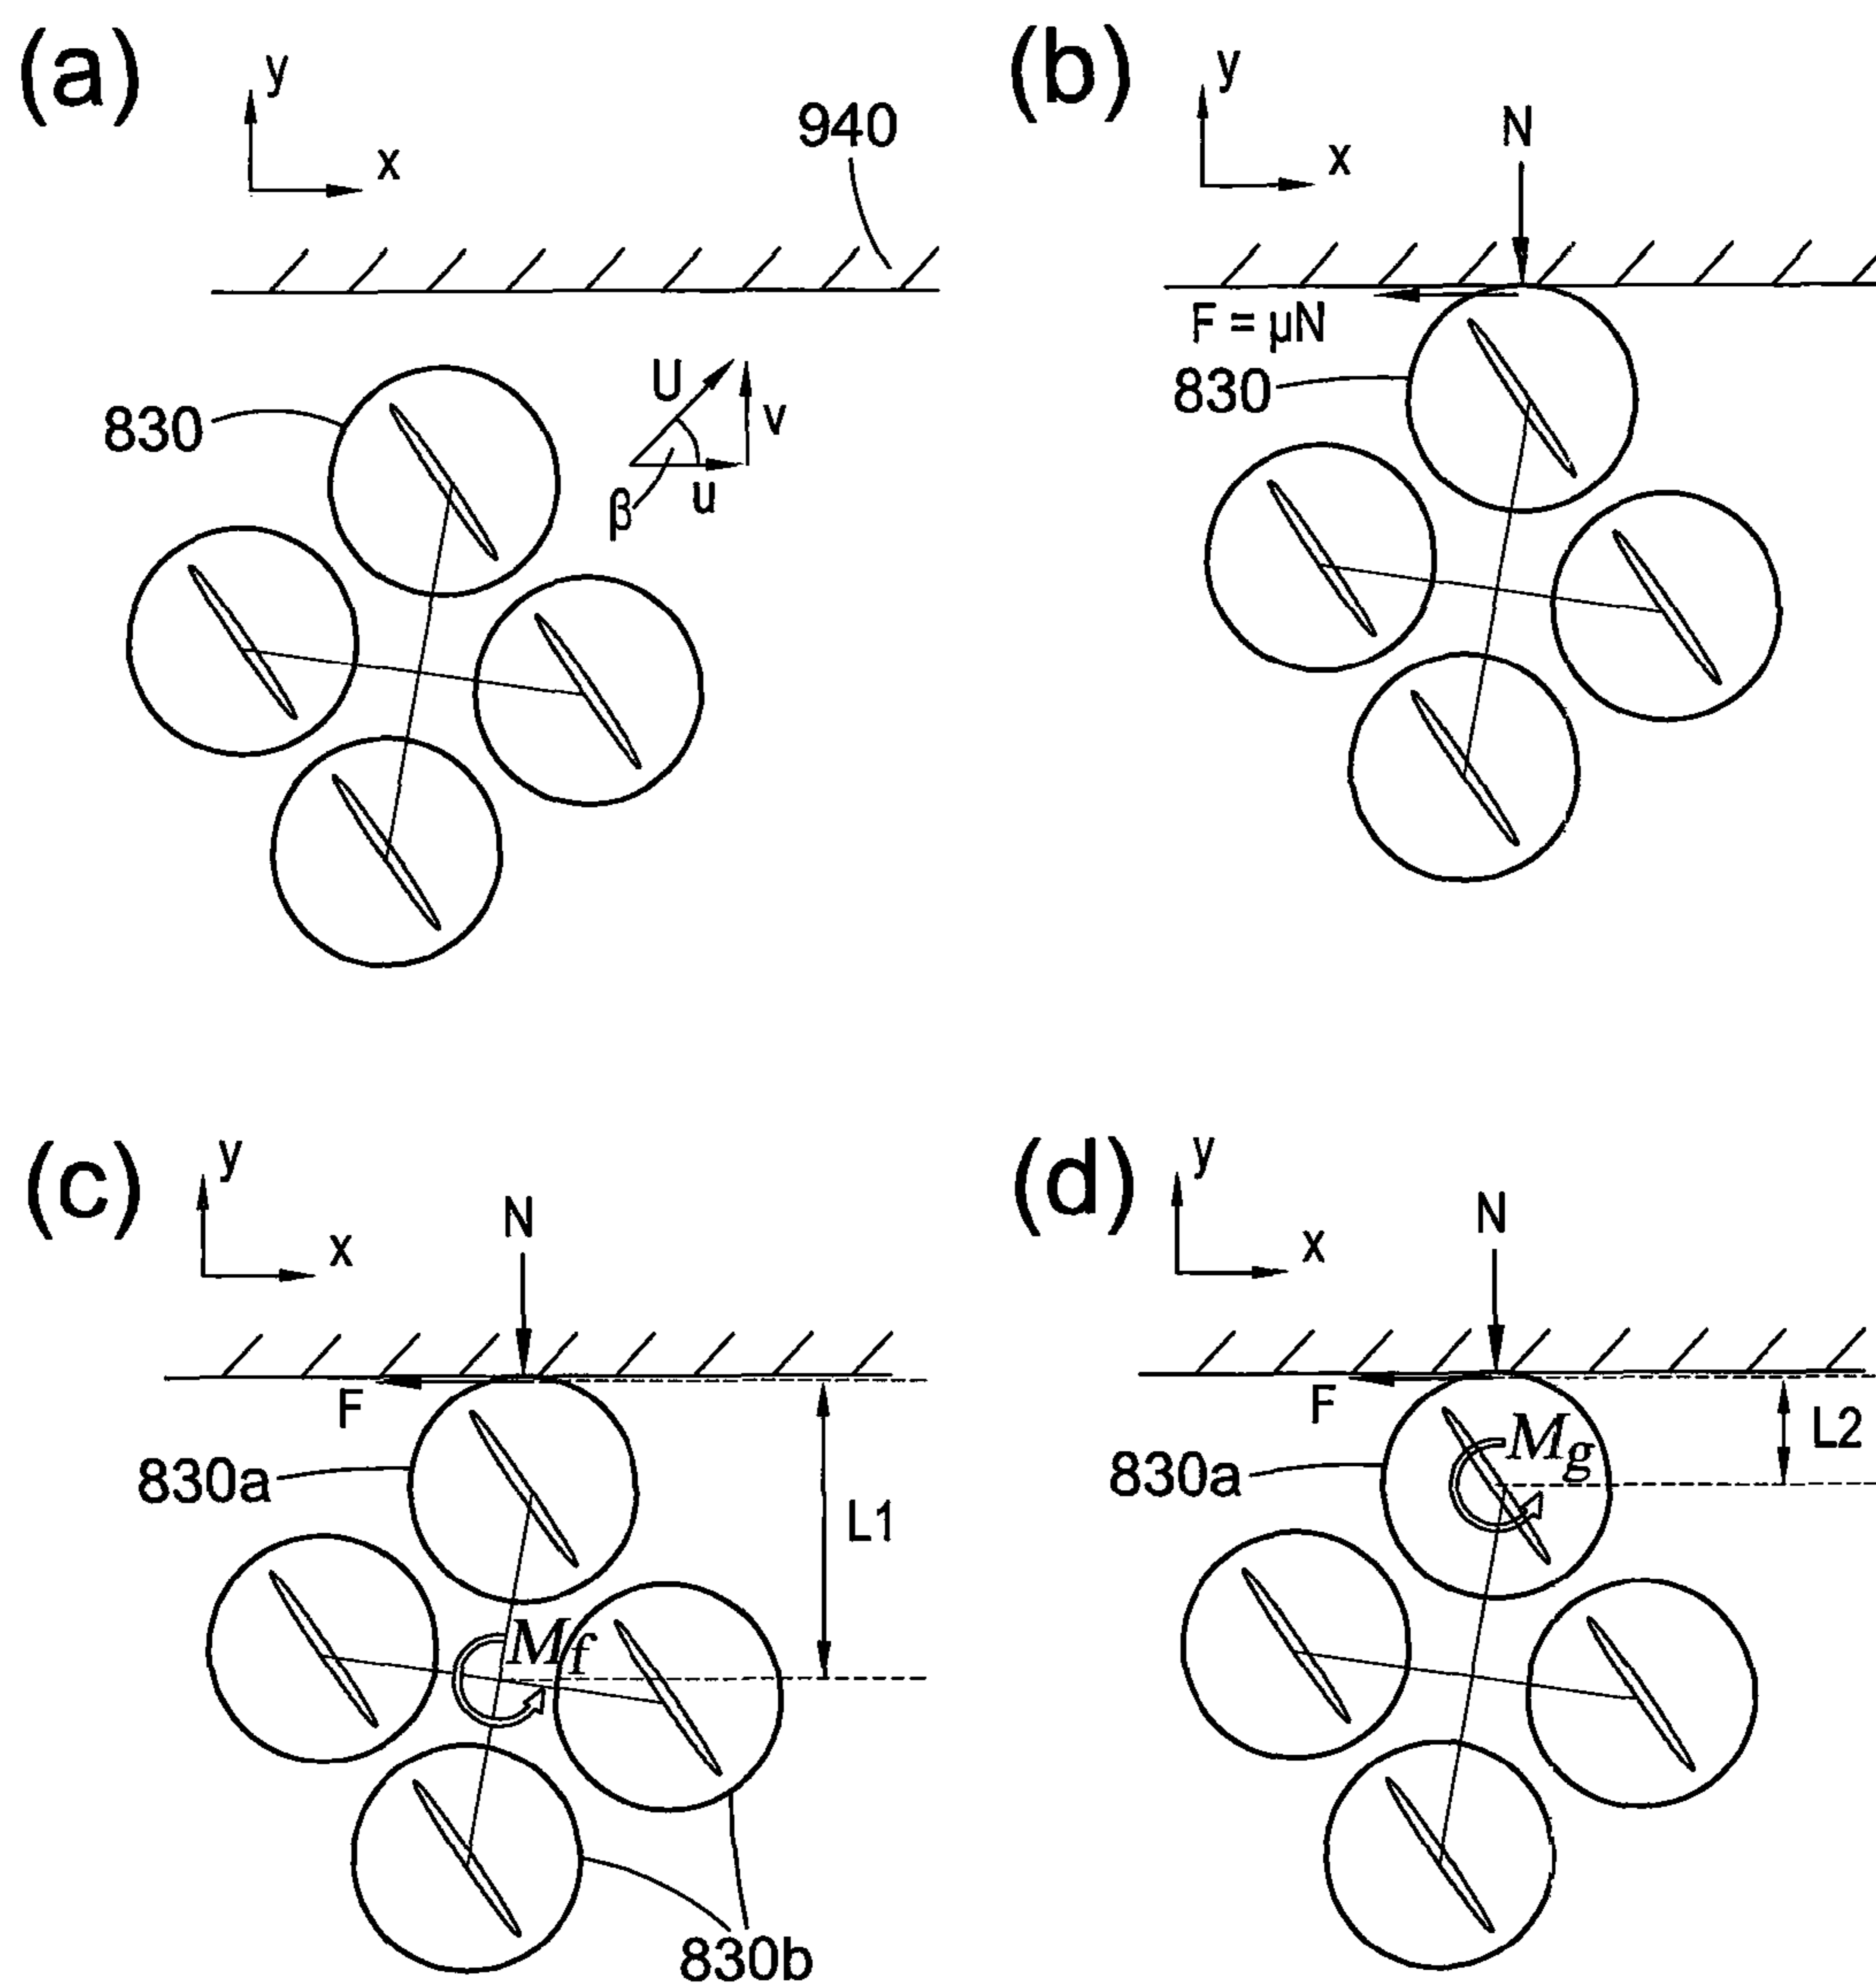 (a)
y
x
940
830
U
v
β
u
(b)
y
x
N
F = μN
830
(c)
y
x
N
F
830a
L1
Mf
830b
(d)
y
x
N
F
830a
Mg
L2